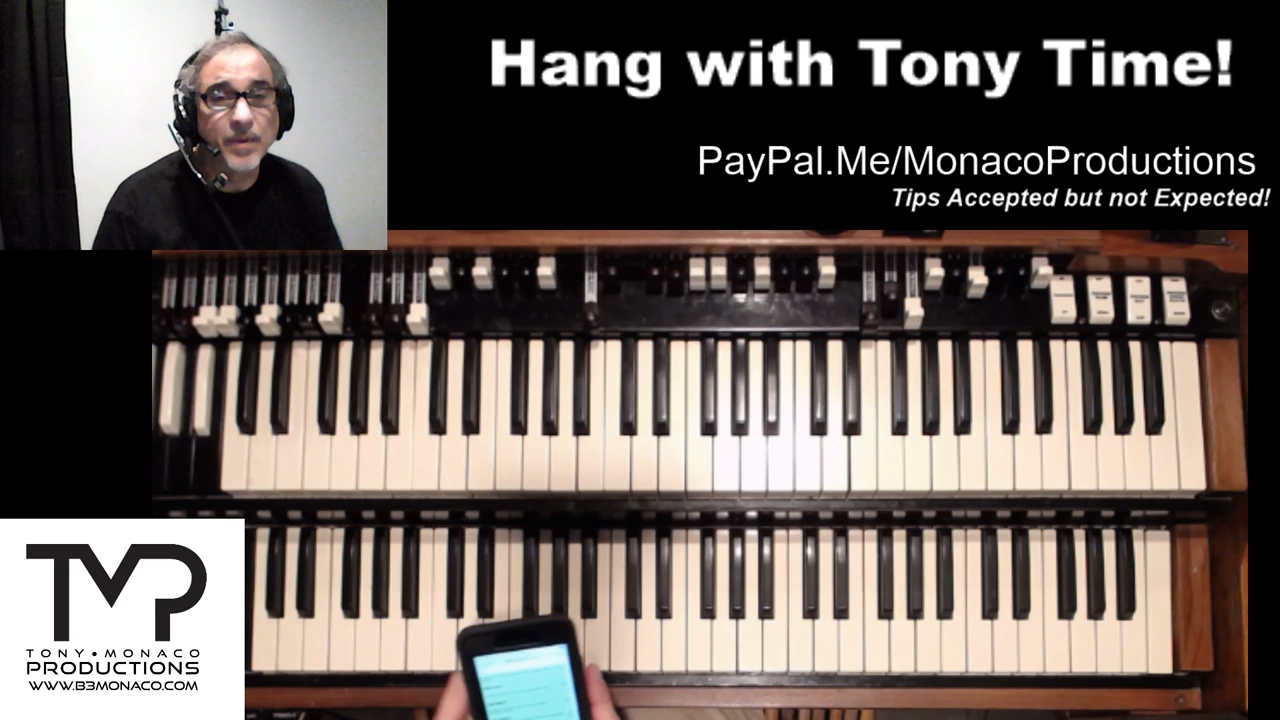 Hang with Tony Time!
PayPal.Me/MonacoProductions
Tips Accepted but not Expected!
TMP
TONY•MONACO
PRODUCTIONS
WWW.B3MONACO.COM